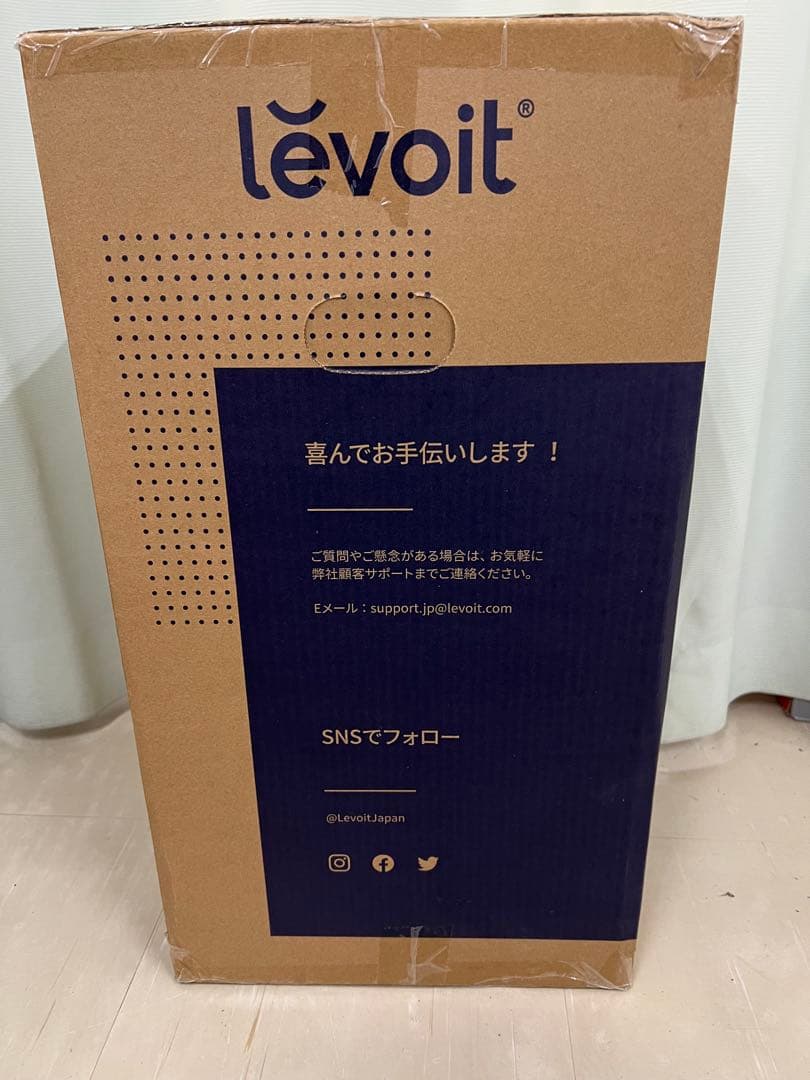 levoit®
喜んでお手伝いします！
ご質問やご懸念がある場合は、お気軽に
弊社顧客サポートまでご連絡ください。
Eメール：support.jp@levoit.com
SNSでフォロー
@LevoitJapan